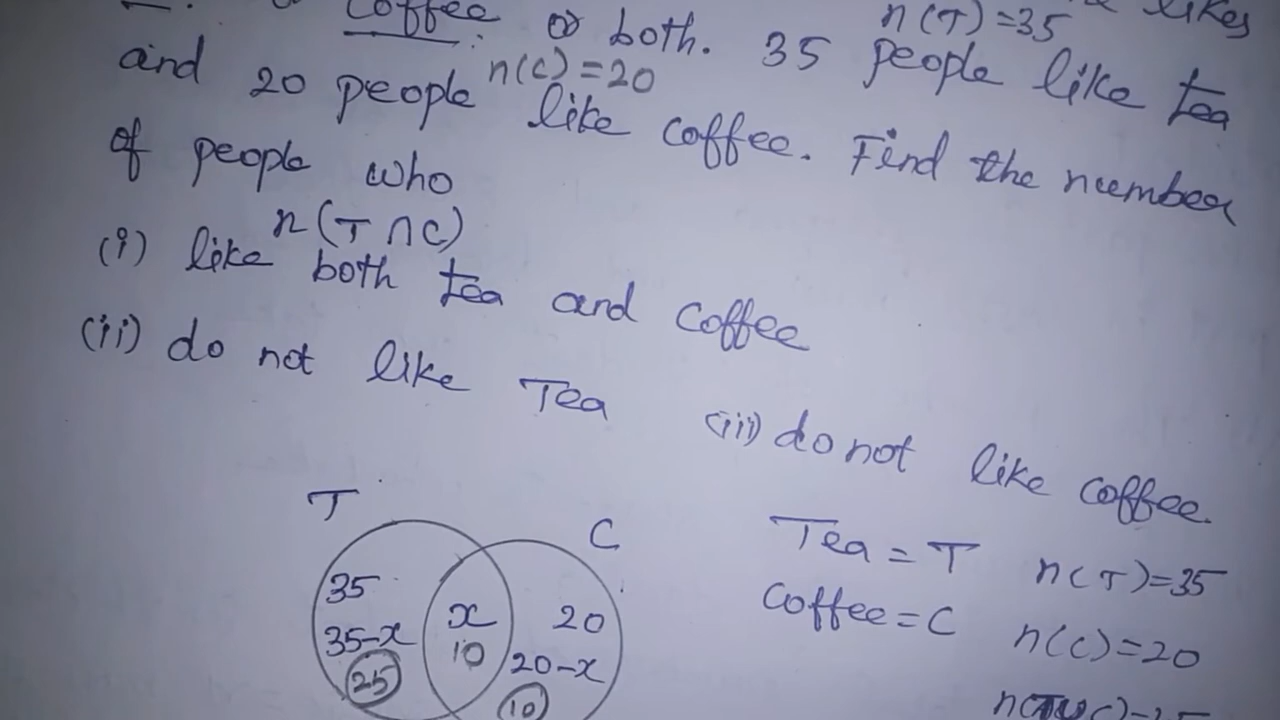 coffee or both. n(T)=35 likes
and 20 people n(C)=20 like coffee. 35 people like tea
Find the number
of people who
n(T∩C)
(i) like both tea and coffee
(ii) do not like Tea (iii) do not like coffee.
T
C
Tea = T n(T)=35
Coffee = C n(C)=20
35
35-x
25
x
10
20
20-x
10